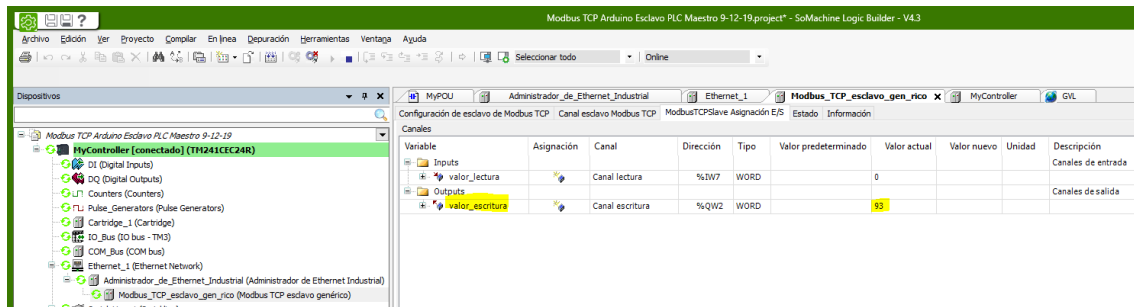 Modbus TCP Arduino Esclavo PLC Maestro 9-12-19.project* - SoMachine Logic Builder - V4.3
Archivo Edición Ver Proyecto Compilar En línea Depuración Herramientas Ventana Ayuda
Seleccionar todo Online
Dispositivos
MyPOU Administrador_de_Ethernet_Industrial Ethernet_1 Modbus_TCP_esclavo_gen_rico MyController GVL
Configuración de esclavo de Modbus TCP Canal esclavo Modbus TCP ModbusTCPSlave Asignación E/S Estado Información
Canales
Variable Asignación Canal Dirección Tipo Valor predeterminado Valor actual Valor nuevo Unidad Descripción
Inputs Canales de entrada
valor_lectura Canal lectura %IW7 WORD 0
Outputs Canales de salida
valor_escritura Canal escritura %QW2 WORD 93
Modbus TCP Arduino Esclavo PLC Maestro 9-12-19
MyController [conectado] (TM241CEC24R)
DI (Digital Inputs)
DQ (Digital Outputs)
Counters (Counters)
Pulse_Generators (Pulse Generators)
Cartridge_1 (Cartridge)
IO_Bus (IO bus - TM3)
COM_Bus (COM bus)
Ethernet_1 (Ethernet Network)
Administrador_de_Ethernet_Industrial (Administrador de Ethernet Industrial)
Modbus_TCP_esclavo_gen_rico (Modbus TCP esclavo genérico)